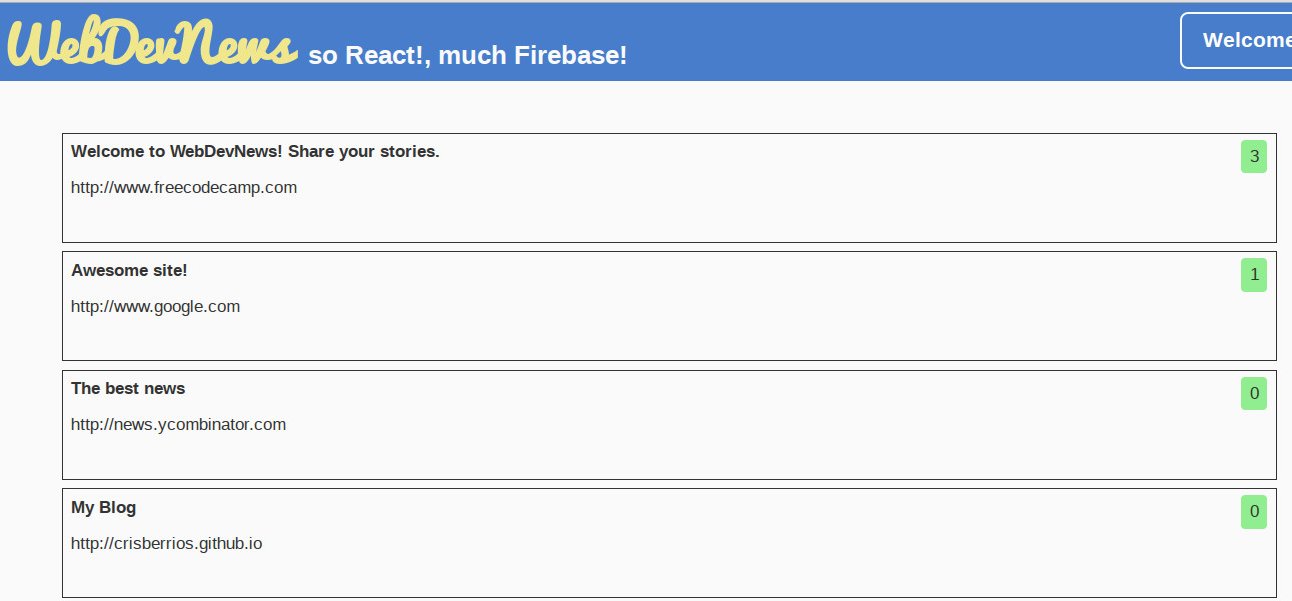 WebDevNews so React!, much Firebase!
Welcome
Welcome to WebDevNews! Share your stories.
3
http://www.freecodecamp.com
Awesome site!
1
http://www.google.com
The best news
0
http://news.ycombinator.com
My Blog
0
http://crisberrios.github.io